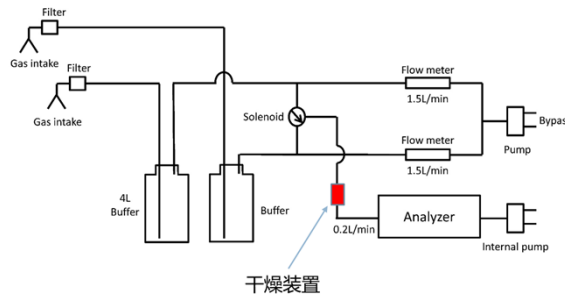 Filter
Gas intake
Filter
Gas intake
Flow meter
1.5L/min
Solenoid
Bypas
Pump
Flow meter
1.5L/min
4L
Buffer
Buffer
Analyzer
0.2L/min
Internal pump
干燥装置